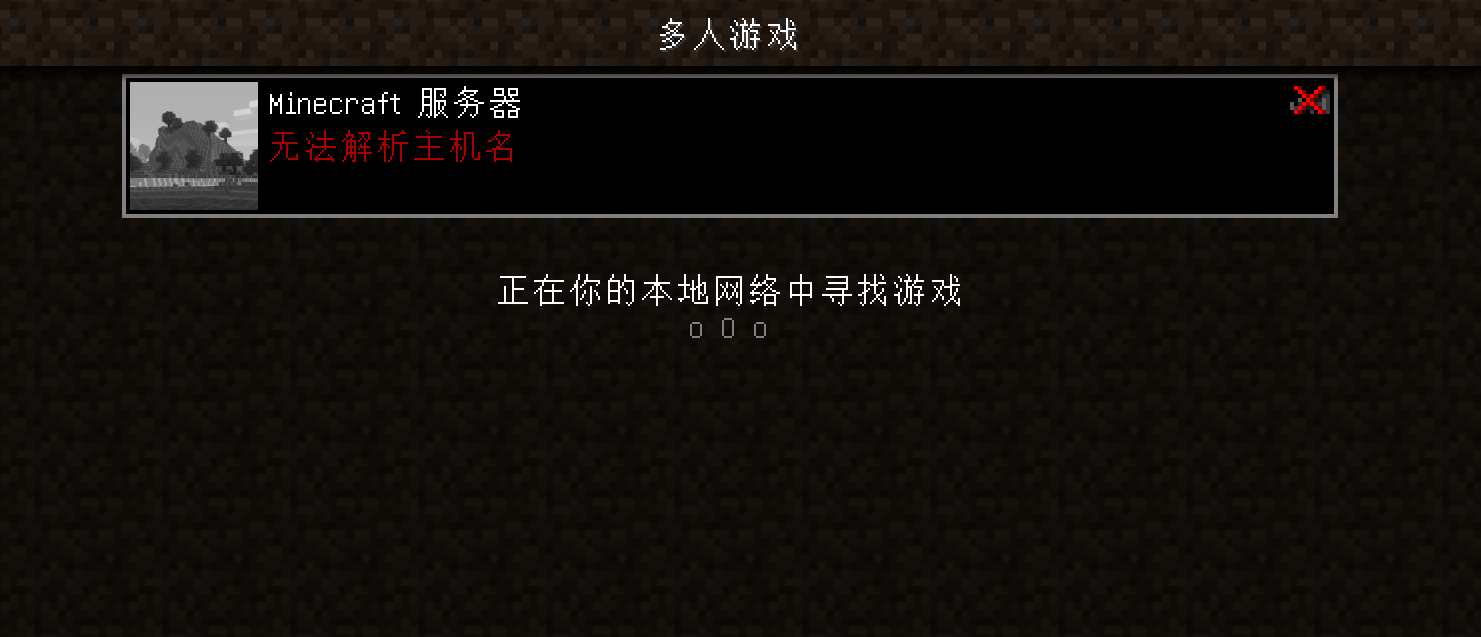 多人游戏
Minecraft 服务器
无法解析主机名
正在你的本地网络中寻找游戏
o O o